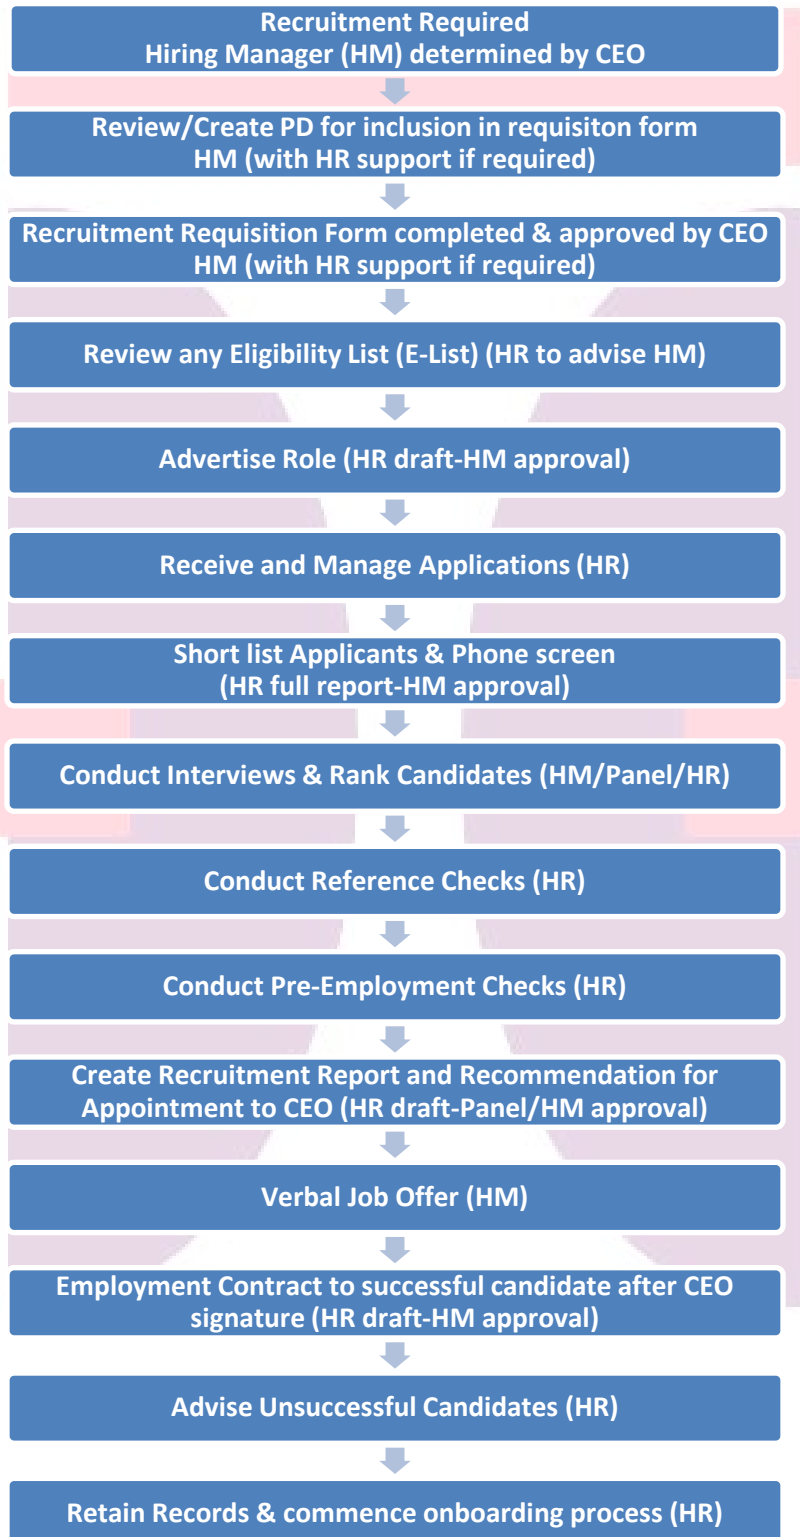 Recruitment Required
Hiring Manager (HM) determined by CEO
Review/Create PD for inclusion in requisiton form
HM (with HR support if required)
Recruitment Requisition Form completed & approved by CEO
HM (with HR support if required)
Review any Eligibility List (E-List) (HR to advise HM)
Advertise Role (HR draft-HM approval)
Receive and Manage Applications (HR)
Short list Applicants & Phone screen
(HR full report-HM approval)
Conduct Interviews & Rank Candidates (HM/Panel/HR)
Conduct Reference Checks (HR)
Conduct Pre-Employment Checks (HR)
Create Recruitment Report and Recommendation for
Appointment to CEO (HR draft-Panel/HM approval)
Verbal Job Offer (HM)
Employment Contract to successful candidate after CEO
signature (HR draft-HM approval)
Advise Unsuccessful Candidates (HR)
Retain Records & commence onboarding process (HR)